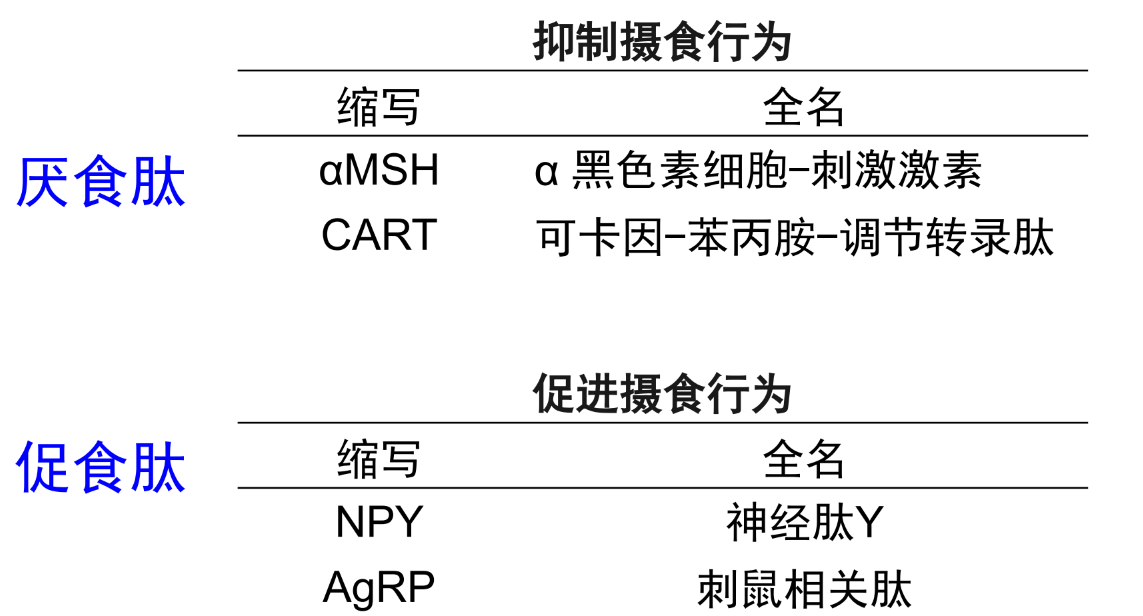 抑制摄食行为
缩写 全名
厌食肽
αMSH α 黑色素细胞-刺激激素
CART 可卡因-苯丙胺-调节转录肽
促进摄食行为
缩写 全名
促食肽
NPY 神经肽Y
AgRP 刺鼠相关肽